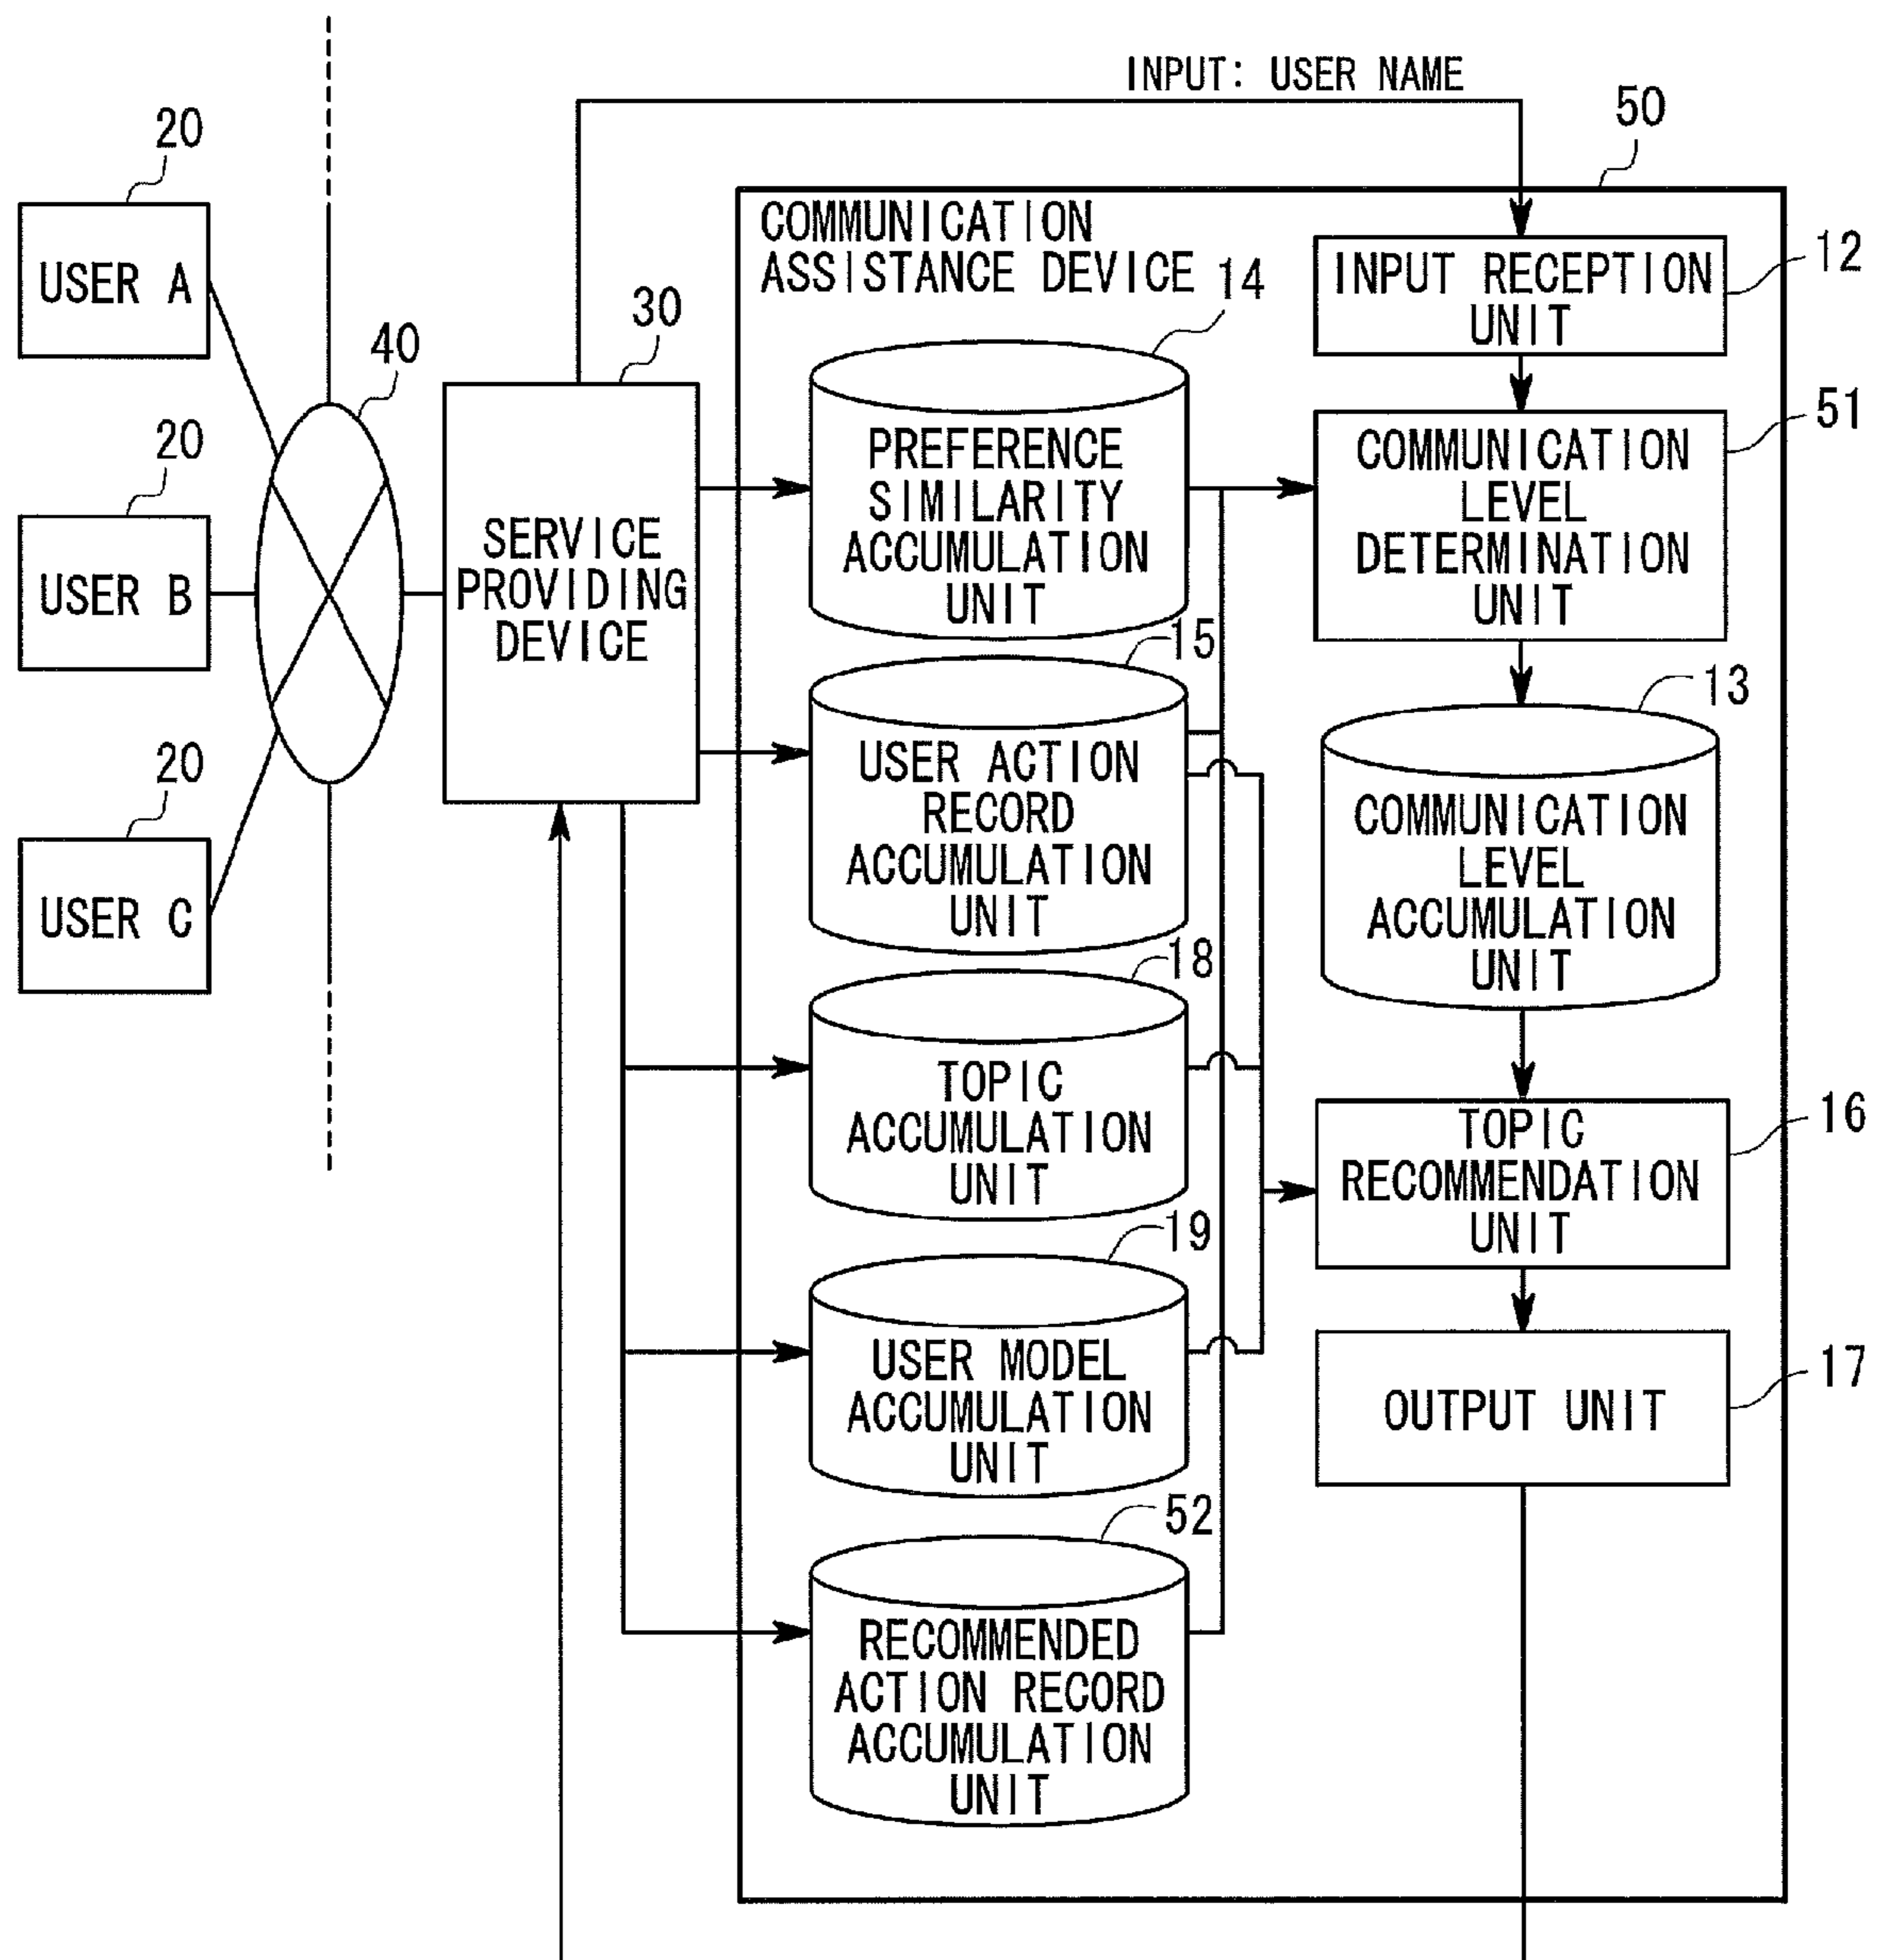 INPUT: USER NAME
50
20
USER A
20
USER B
20
USER C
40
30
SERVICE
PROVIDING
DEVICE
COMMUNICATION
ASSISTANCE DEVICE
14
PREFERENCE
SIMILARITY
ACCUMULATION
UNIT
15
USER ACTION
RECORD
ACCUMULATION
UNIT
18
TOPIC
ACCUMULATION
UNIT
19
USER MODEL
ACCUMULATION
UNIT
52
RECOMMENDED
ACTION RECORD
ACCUMULATION
UNIT
INPUT RECEPTION
UNIT
12
COMMUNICATION
LEVEL
DETERMINATION
UNIT
51
13
COMMUNICATION
LEVEL
ACCUMULATION
UNIT
TOPIC
RECOMMENDATION
UNIT
16
OUTPUT UNIT
17